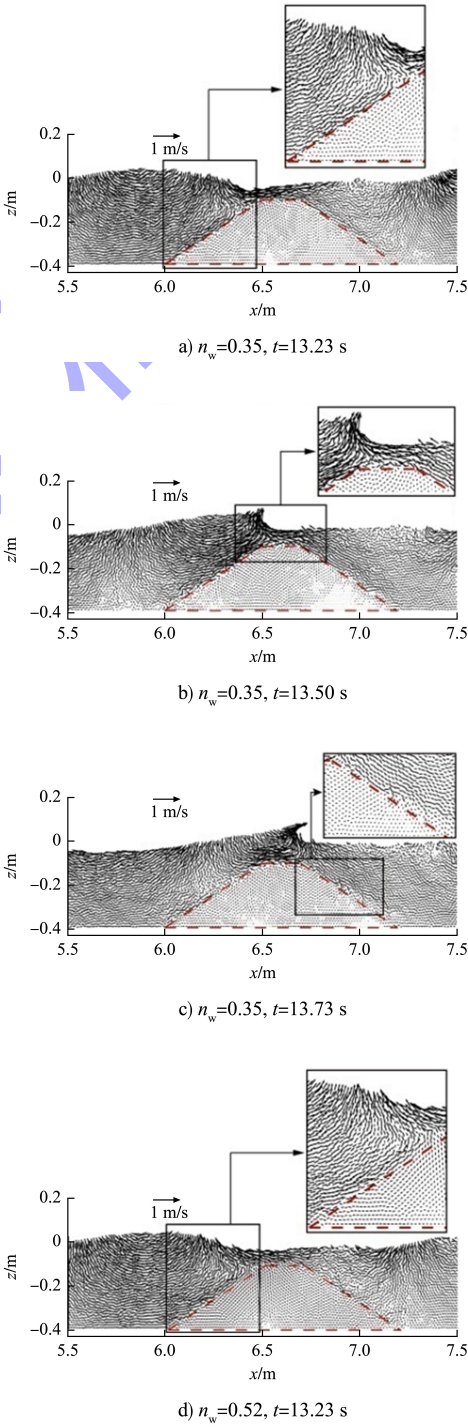 1 m/s
z/m
0.2
0
−0.2
−0.4
5.5 6.0 6.5 7.0 7.5
x/m
a) nw=0.35, t=13.23 s
1 m/s
z/m
0.2
0
−0.2
−0.4
5.5 6.0 6.5 7.0 7.5
x/m
b) nw=0.35, t=13.50 s
1 m/s
z/m
0.2
0
−0.2
−0.4
5.5 6.0 6.5 7.0 7.5
x/m
c) nw=0.35, t=13.73 s
1 m/s
z/m
0.2
0
−0.2
−0.4
5.5 6.0 6.5 7.0 7.5
x/m
d) nw=0.52, t=13.23 s